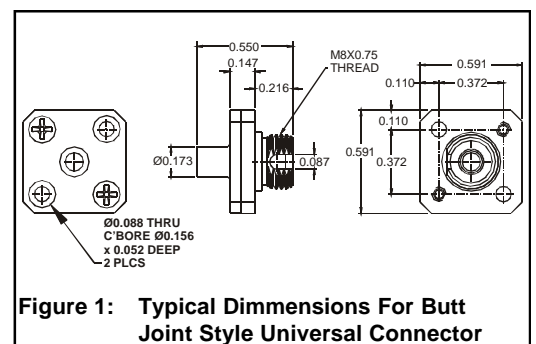 0.550
0.147
0.216
M8X0.75
THREAD
Ø0.173
0.087
0.591
0.110
0.372
0.110
0.591
0.372
Ø0.088 THRU
C'BORE Ø0.156
x 0.052 DEEP
2 PLCS
Figure 1: Typical Dimmensions For Butt
Joint Style Universal Connector